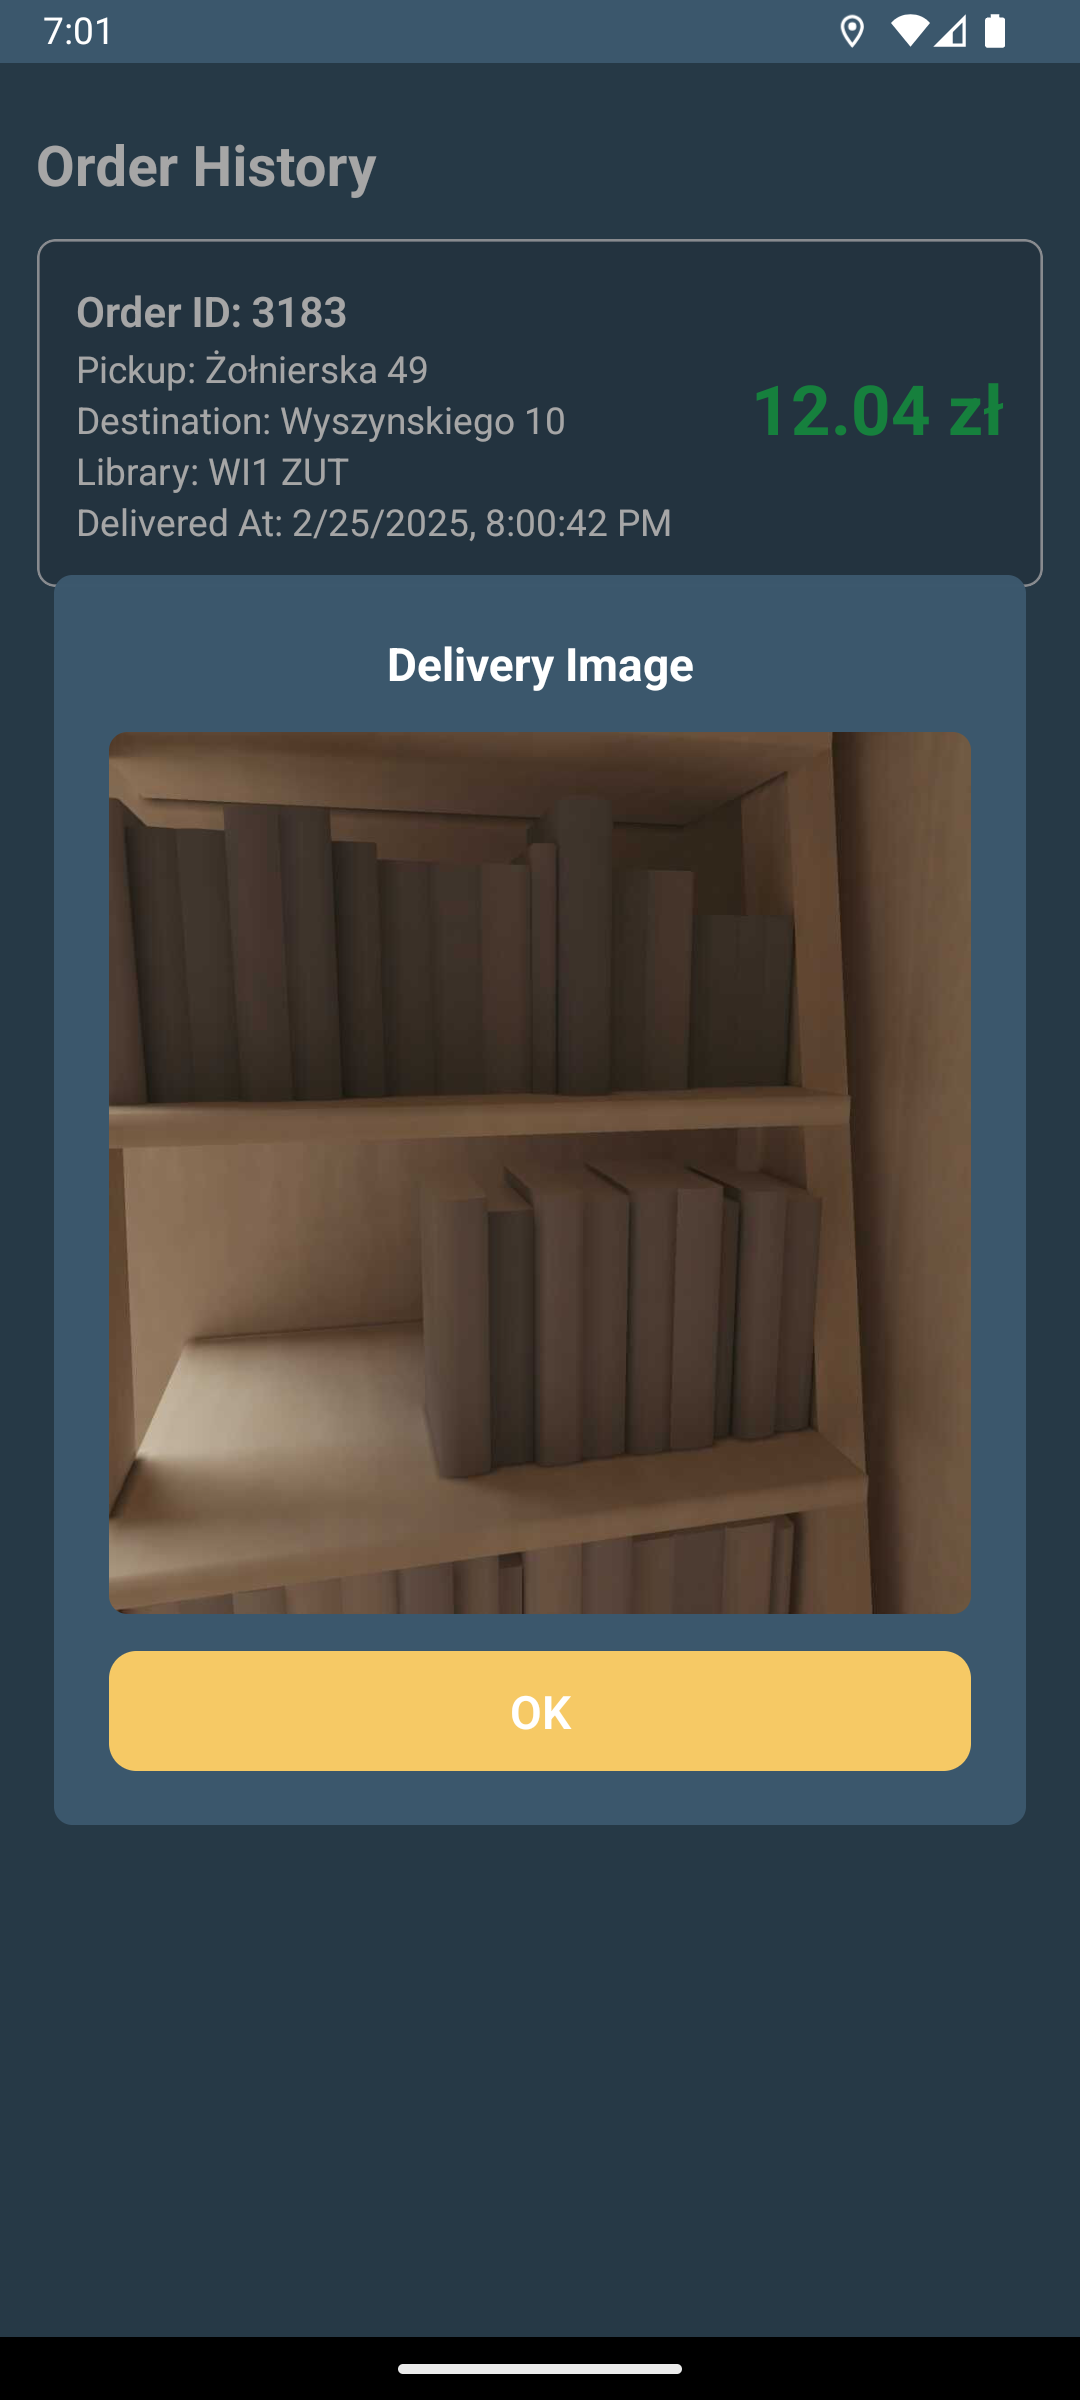 7:01
Order History
Order ID: 3183
Pickup: Żołnierska 49
Destination: Wyszynskiego 10
Library: WI1 ZUT
Delivered At: 2/25/2025, 8:00:42 PM
12.04 zł
Delivery Image
OK